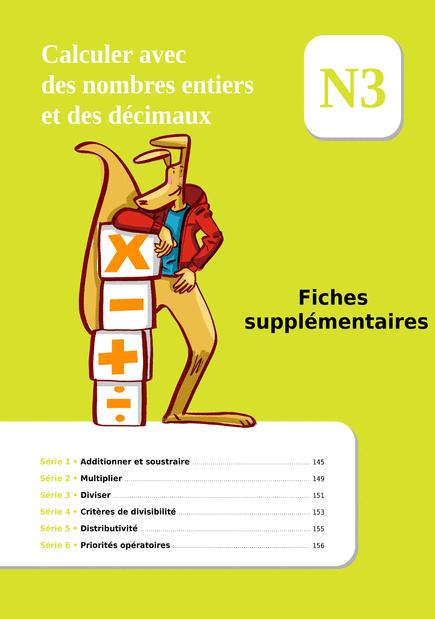 Calculer avec
des nombres entiers
et des décimaux
N3
×
−
+
÷
Fiches
supplémentaires
Série 1 • Additionner et soustraire ........................................ 145
Série 2 • Multiplier ........................................ 149
Série 3 • Diviser ........................................ 151
Série 4 • Critères de divisibilité ........................................ 153
Série 5 • Distributivité ........................................ 155
Série 6 • Priorités opératoires ........................................ 156